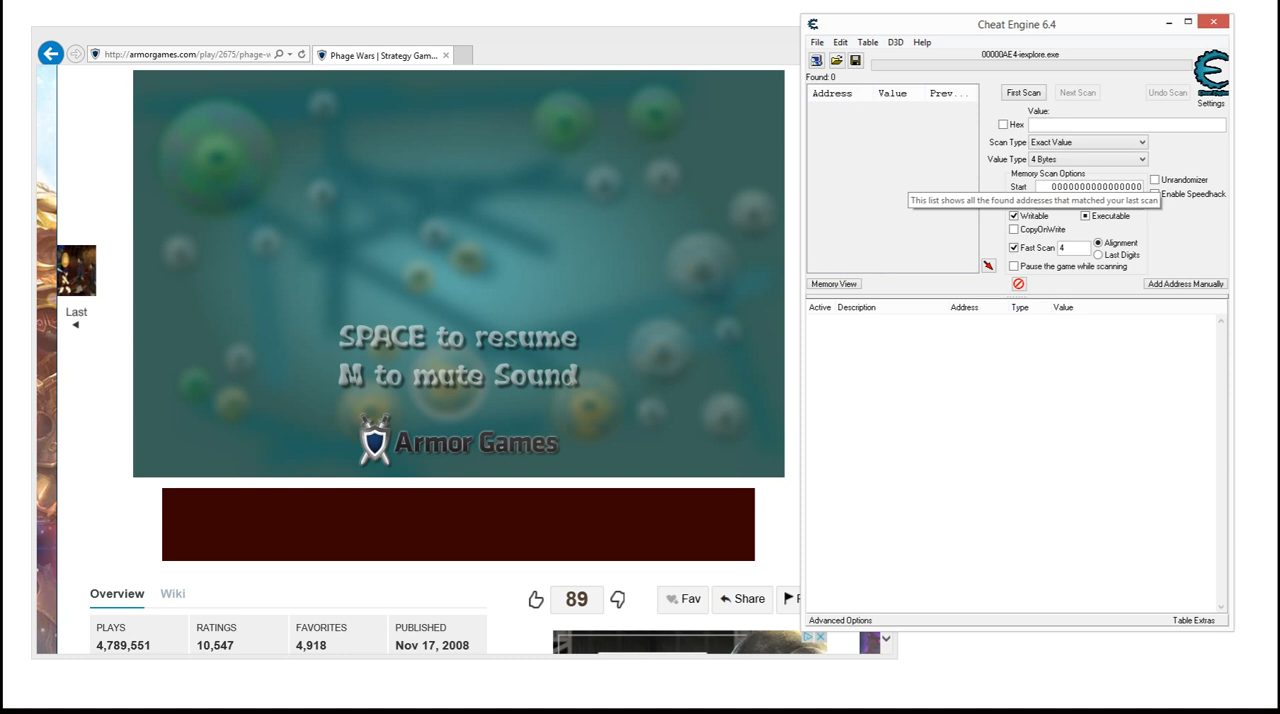 Cheat Engine 6.4
File Edit Table D3D Help
00000AE4-iexplore.exe
http://armorgames.com/play/2675/phage-w
Phage Wars | Strategy Gam...
Found: 0
Address Value Prev...
First Scan Next Scan Undo Scan
Settings
Value:
Hex
Scan Type Exact Value
Value Type 4 Bytes
Memory Scan Options
Unrandomizer
Start 0000000000000000
Enable Speedhack
This list shows all the found addresses that matched your last scan
Writable Executable
CopyOnWrite
Fast Scan 4 Alignment
Last Digits
Pause the game while scanning
Memory View Add Address Manually
Active Description Address Type Value
Last
SPACE to resume
M to mute Sound
Armor Games
Overview Wiki
89 Fav Share
PLAYS RATINGS FAVORITES PUBLISHED
4,789,551 10,547 4,918 Nov 17, 2008
Advanced Options Table Extras